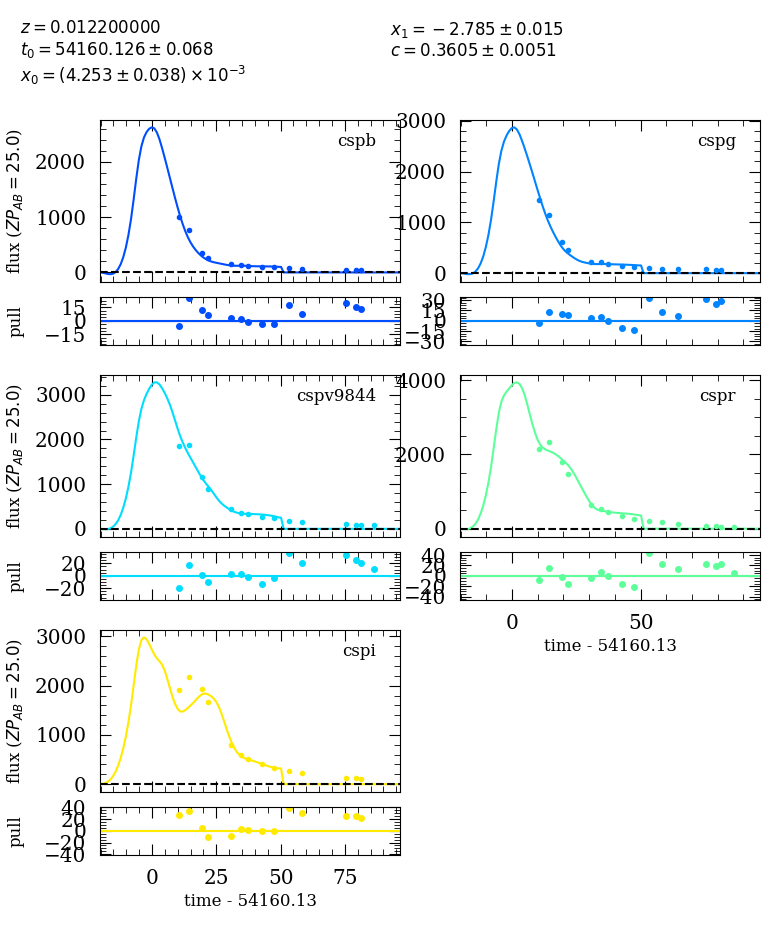 z = 0.012200000
t0 = 54160.126 ± 0.068
x0 = (4.253 ± 0.038) × 10^−3
x1 = −2.785 ± 0.015
c = 0.3605 ± 0.0051
flux (ZP_AB = 25.0)
cspb
2000
1000
0
pull
15
0
−15
cspg
3000
2000
1000
0
30
15
0
−15
−30
flux (ZP_AB = 25.0)
cspv9844
3000
2000
1000
0
pull
20
0
−20
cspr
4000
2000
0
40
20
0
−20
−40
0 50
time - 54160.13
flux (ZP_AB = 25.0)
cspi
3000
2000
1000
0
pull
40
20
0
−20
−40
0 25 50 75
time - 54160.13